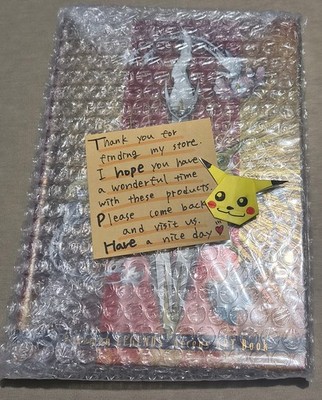 Thank you for
finding my store.
I hope you have
a wonderful time
with these products.
Please come back
and visit us.
Have a nice day!!
Book